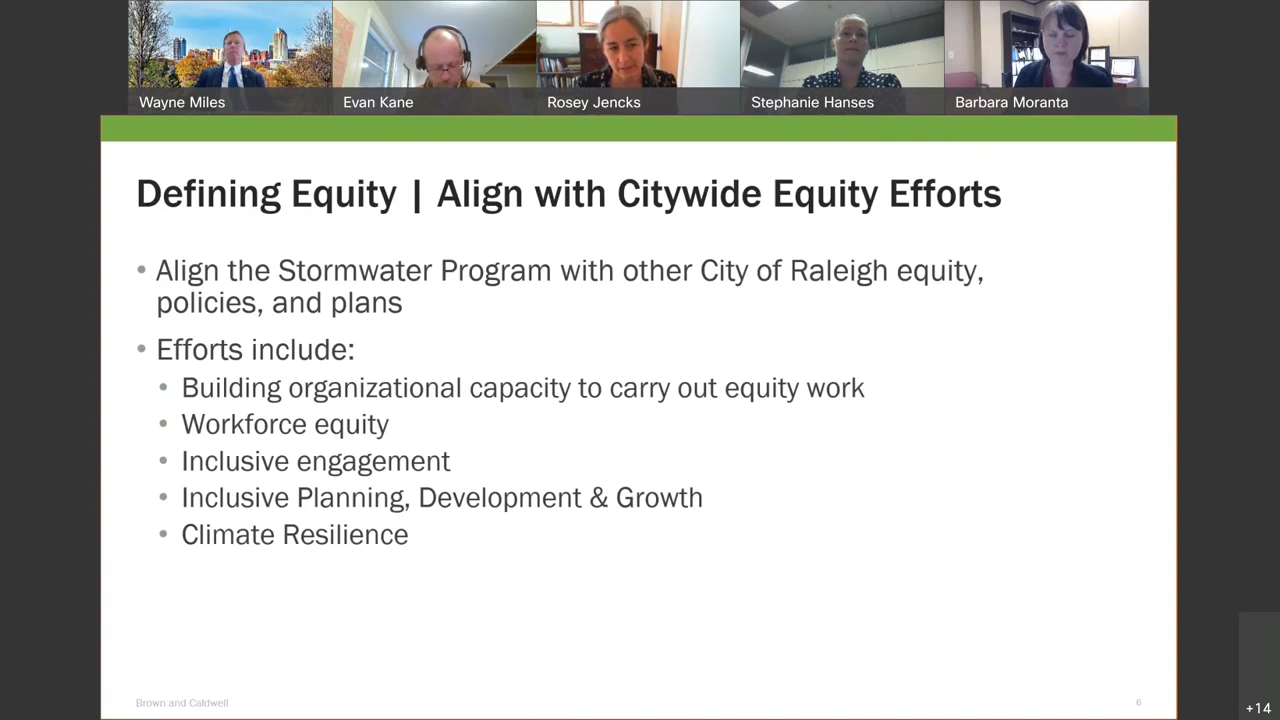 Wayne Miles
Evan Kane
Rosey Jencks
Stephanie Hanses
Barbara Moranta
Defining Equity | Align with Citywide Equity Efforts
• Align the Stormwater Program with other City of Raleigh equity,
policies, and plans
• Efforts include:
• Building organizational capacity to carry out equity work
• Workforce equity
• Inclusive engagement
• Inclusive Planning, Development & Growth
• Climate Resilience
Brown and Caldwell
6
+14